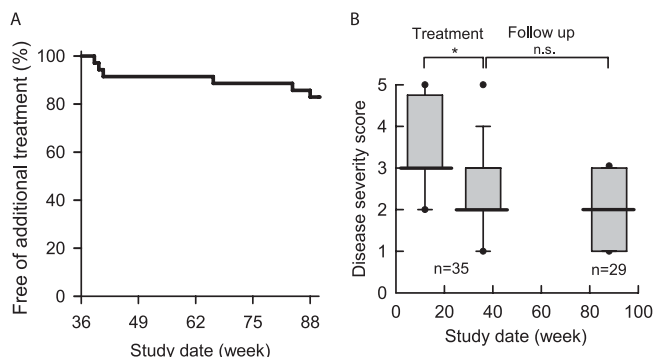 A
Free of additional treatment (%)
100
80
60
40
80
0
36 49 62 75 88
Study date (week)
B
Treatment
Follow up
*
n.s.
Disease severity score
5
4
3
2
1
n=35
n=29
0 20 40 60 80 100
Study date (week)